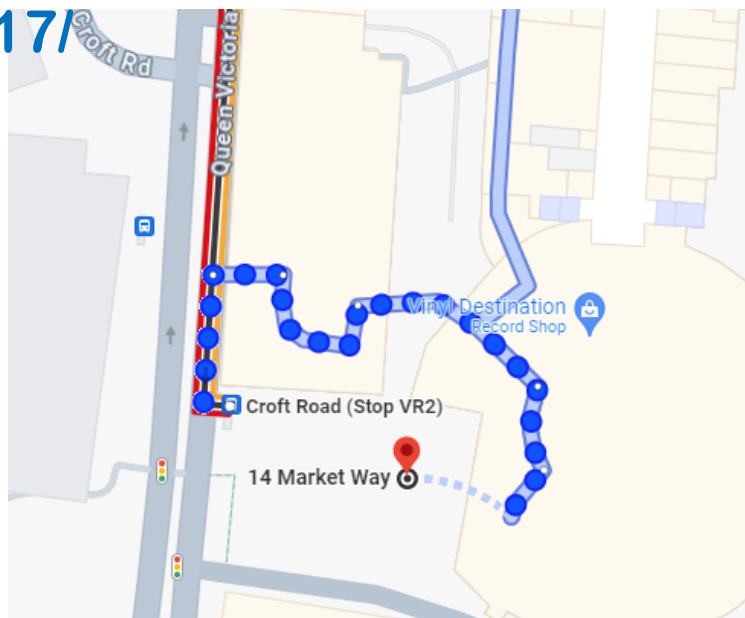 17/
Croft Rd
Queen Victoria
Vinyl Destination
Record Shop
Croft Road (Stop VR2)
14 Market Way